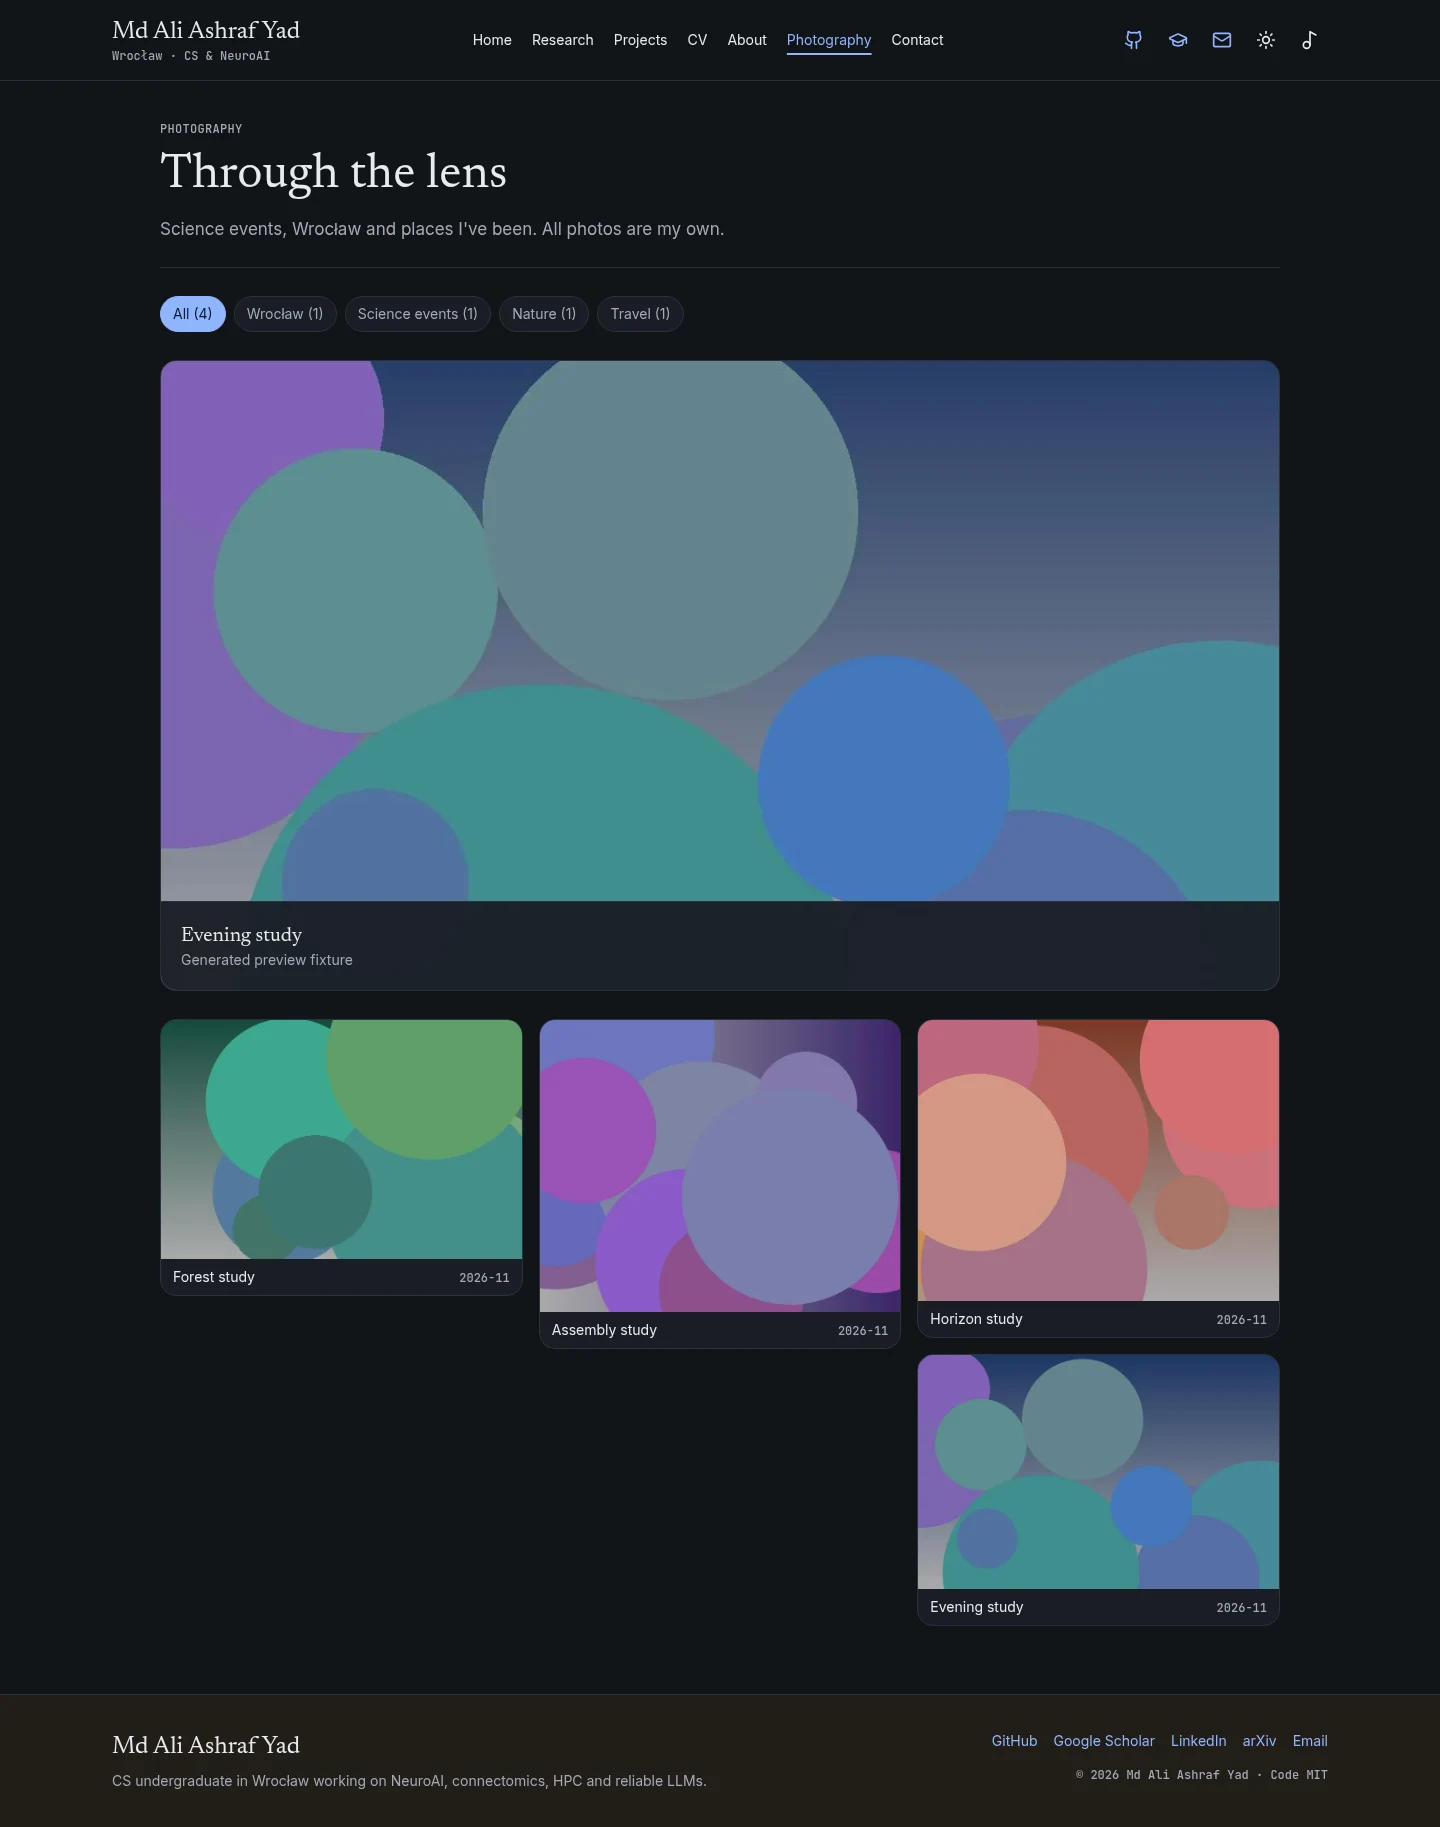 Md Ali Ashraf Yad
Wrocław · CS & NeuroAI
Home Research Projects CV About Photography Contact
PHOTOGRAPHY
Through the lens
Science events, Wrocław and places I've been. All photos are my own.
All (4) Wrocław (1) Science events (1) Nature (1) Travel (1)
Evening study
Generated preview fixture
Forest study 2026-11
Assembly study 2026-11
Horizon study 2026-11
Evening study 2026-11
Md Ali Ashraf Yad
CS undergraduate in Wrocław working on NeuroAI, connectomics, HPC and reliable LLMs.
GitHub Google Scholar LinkedIn arXiv Email
© 2026 Md Ali Ashraf Yad · Code MIT